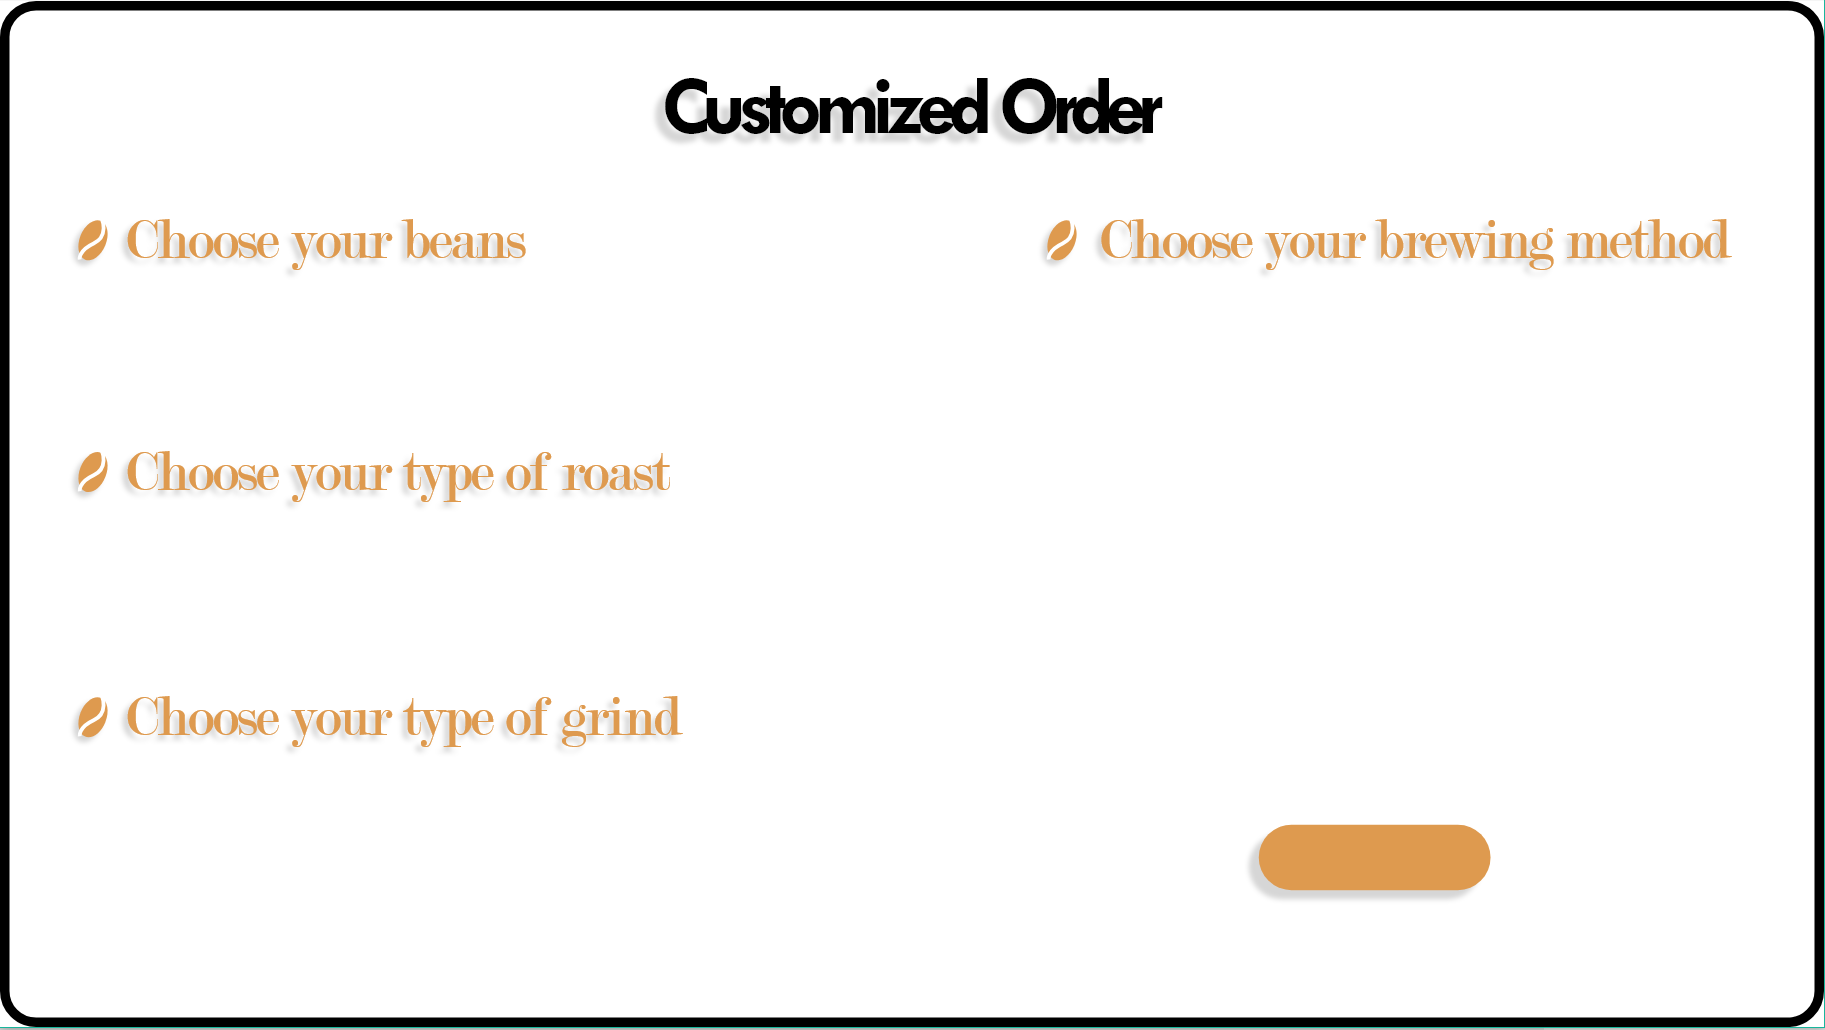 Customized Order
Choose your beans
Choose your brewing method
Choose your type of roast
Choose your type of grind